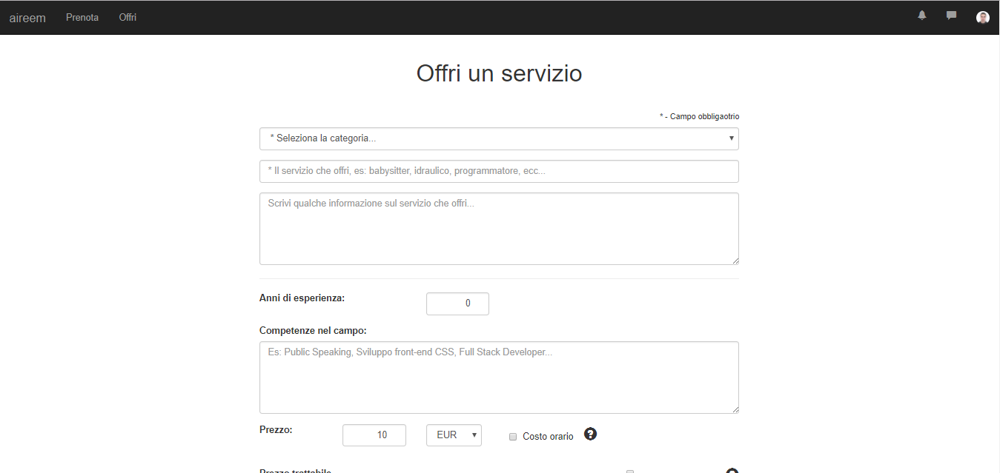 aireem Prenota Offri
Offri un servizio
* - Campo obbligaotrio
* Seleziona la categoria...
* Il servizio che offri, es: babysitter, idraulico, programmatore, ecc...
Scrivi qualche informazione sul servizio che offri...
Anni di esperienza: 0
Competenze nel campo:
Es: Public Speaking, Sviluppo front-end CSS, Full Stack Developer...
Prezzo: 10 EUR Costo orario ?
Prezzo trattabile